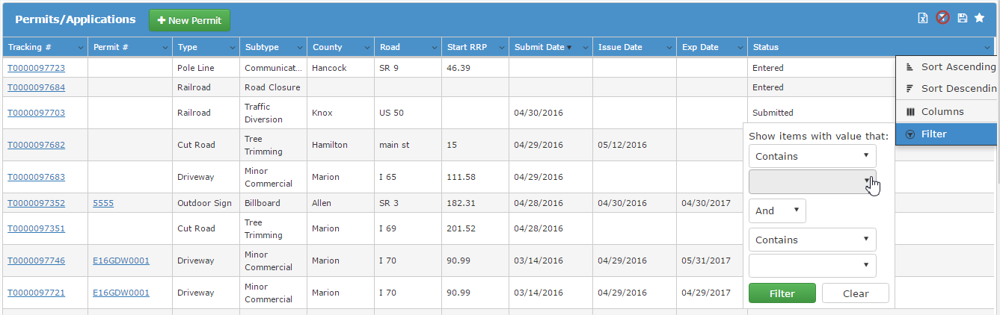 Permits/Applications + New Permit
Tracking # Permit # Type Subtype County Road Start RRP Submit Date Issue Date Exp Date Status
T0000097723 Pole Line Communicat... Hancock SR 9 46.39 Entered
T0000097684 Railroad Road Closure Entered
T0000097703 Railroad Traffic Diversion Knox US 50 04/30/2016 Submitted
T0000097682 Cut Road Tree Trimming Hamilton main st 15 04/29/2016 05/12/2016
T0000097683 Driveway Minor Commercial Marion I 65 111.58 04/29/2016
T0000097352 5555 Outdoor Sign Billboard Allen SR 3 182.31 04/28/2016 04/30/2016 04/30/2017
T0000097351 Cut Road Tree Trimming Marion I 69 201.52 04/28/2016
T0000097746 E16GDW0001 Driveway Minor Commercial Marion I 70 90.99 03/14/2016 04/29/2016 05/31/2017
T0000097721 E16GDW0001 Driveway Minor Commercial Marion I 70 90.99 03/14/2016 04/29/2016 04/29/2017
Sort Ascending
Sort Descendin
Columns
Filter
Show items with value that:
Contains
And
Contains
Filter Clear